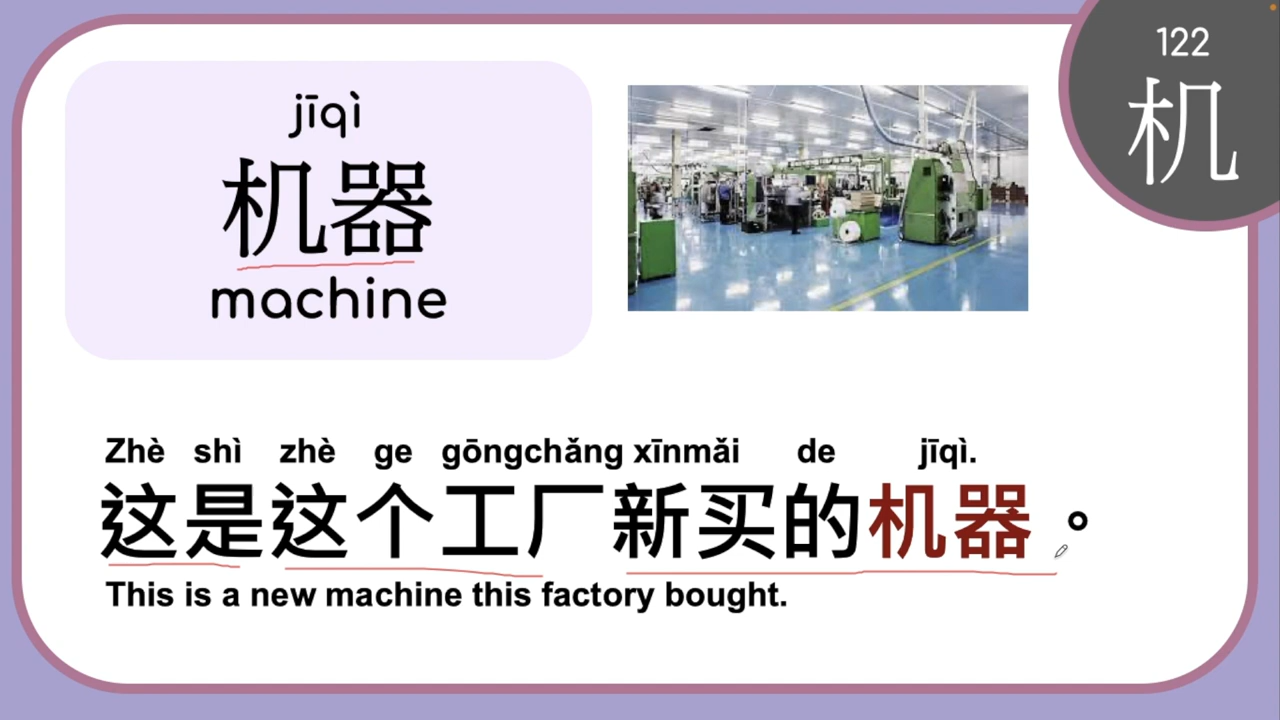 122
机
jīqì
机器
machine
Zhè shì zhè ge gōngchǎng xīnmǎi de jīqì.
这是这个工厂新买的机器。
This is a new machine this factory bought.